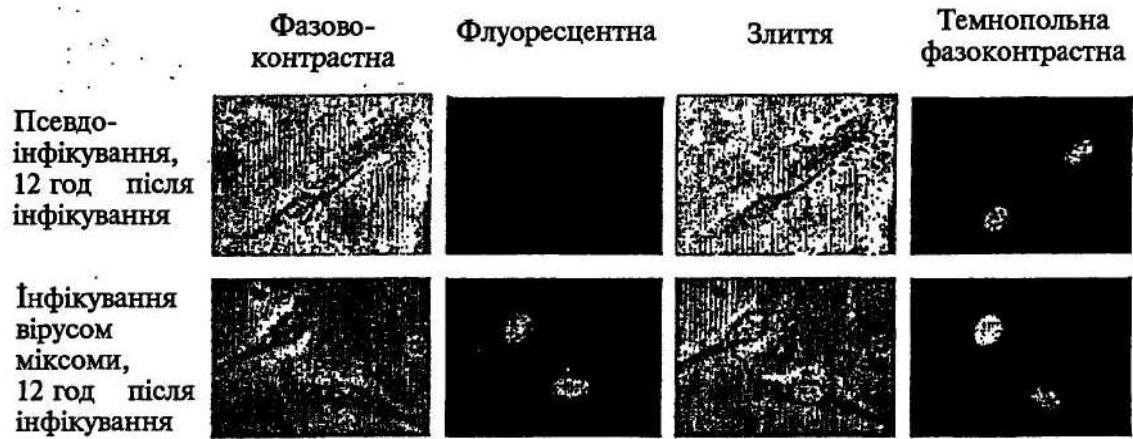 Фазово-
контрастна
Флуоресцентна
Злиття
Темнопольна
фазоконтрастна
Псевдо-
інфікування,
12 год після
інфікування
Інфікування
вірусом
міксоми,
12 год після
інфікування